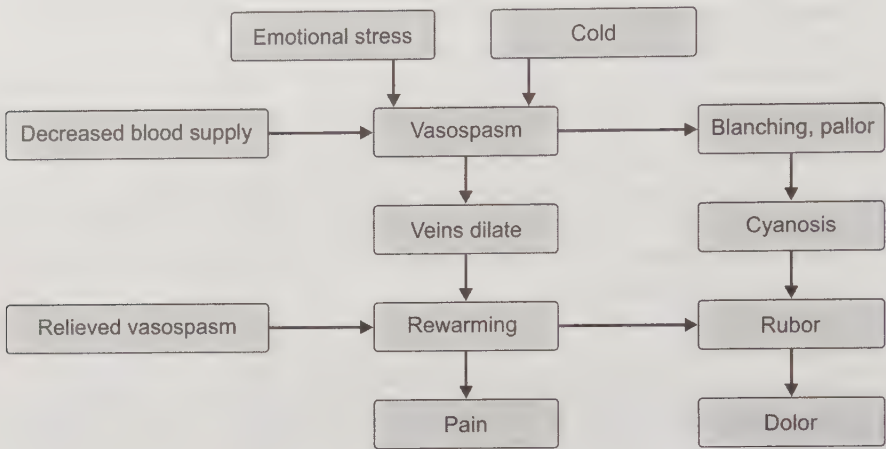 Emotional stress
Cold
Decreased blood supply
Vasospasm
Blanching, pallor
Veins dilate
Cyanosis
Relieved vasospasm
Rewarming
Rubor
Pain
Dolor